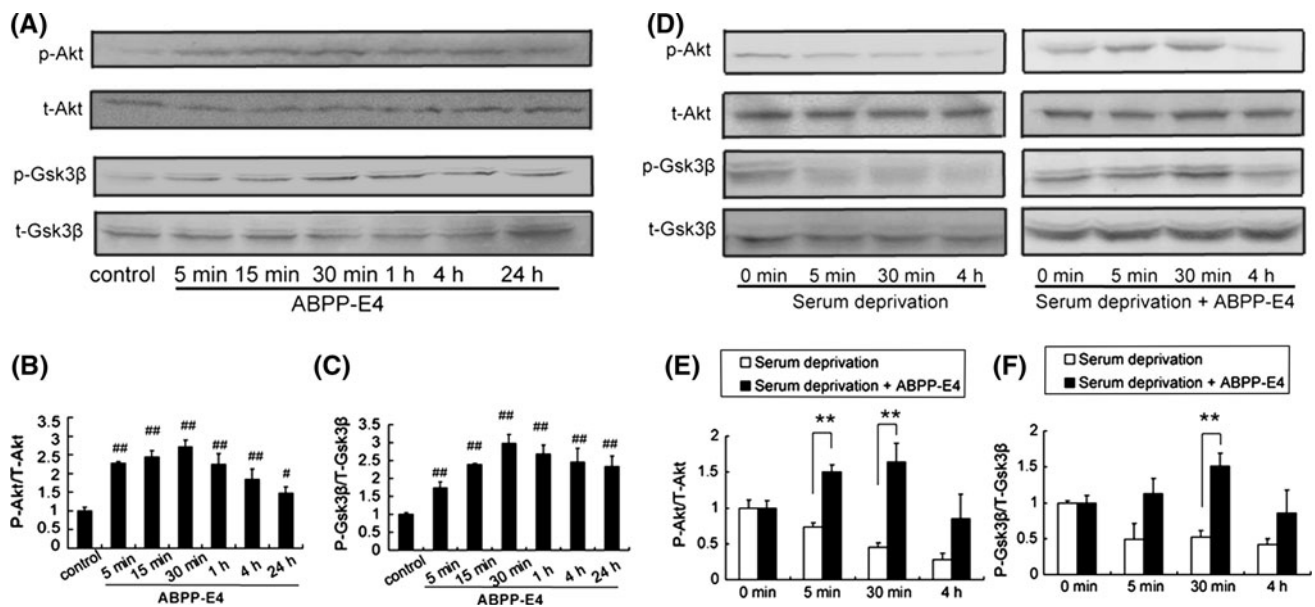 (A)
p-Akt
t-Akt
p-Gsk3β
t-Gsk3β
control 5 min 15 min 30 min 1 h 4 h 24 h
ABPP-E4
(D)
p-Akt
t-Akt
p-Gsk3β
t-Gsk3β
0 min 5 min 30 min 4 h 0 min 5 min 30 min 4 h
Serum deprivation Serum deprivation + ABPP-E4
(B)
P-Akt/T-Akt
3.5
3
2.5
2
1.5
1
0.5
0
## ## ## ## ## #
control 5 min 15 min 30 min 1 h 4 h 24 h
ABPP-E4
(C)
P-Gsk3β/T-Gsk3β
3.5
3
2.5
2
1.5
1
0.5
0
## ## ## ## ## ##
control 5 min 15 min 30 min 1 h 4 h 24 h
ABPP-E4
(E)
Serum deprivation
Serum deprivation + ABPP-E4
P-Akt/T-Akt
2
1.5
1
0.5
0
** **
0 min 5 min 30 min 4 h
(F)
Serum deprivation
Serum deprivation + ABPP-E4
P-Gsk3β/T-Gsk3β
2
1.5
1
0.5
0
**
0 min 5 min 30 min 4 h